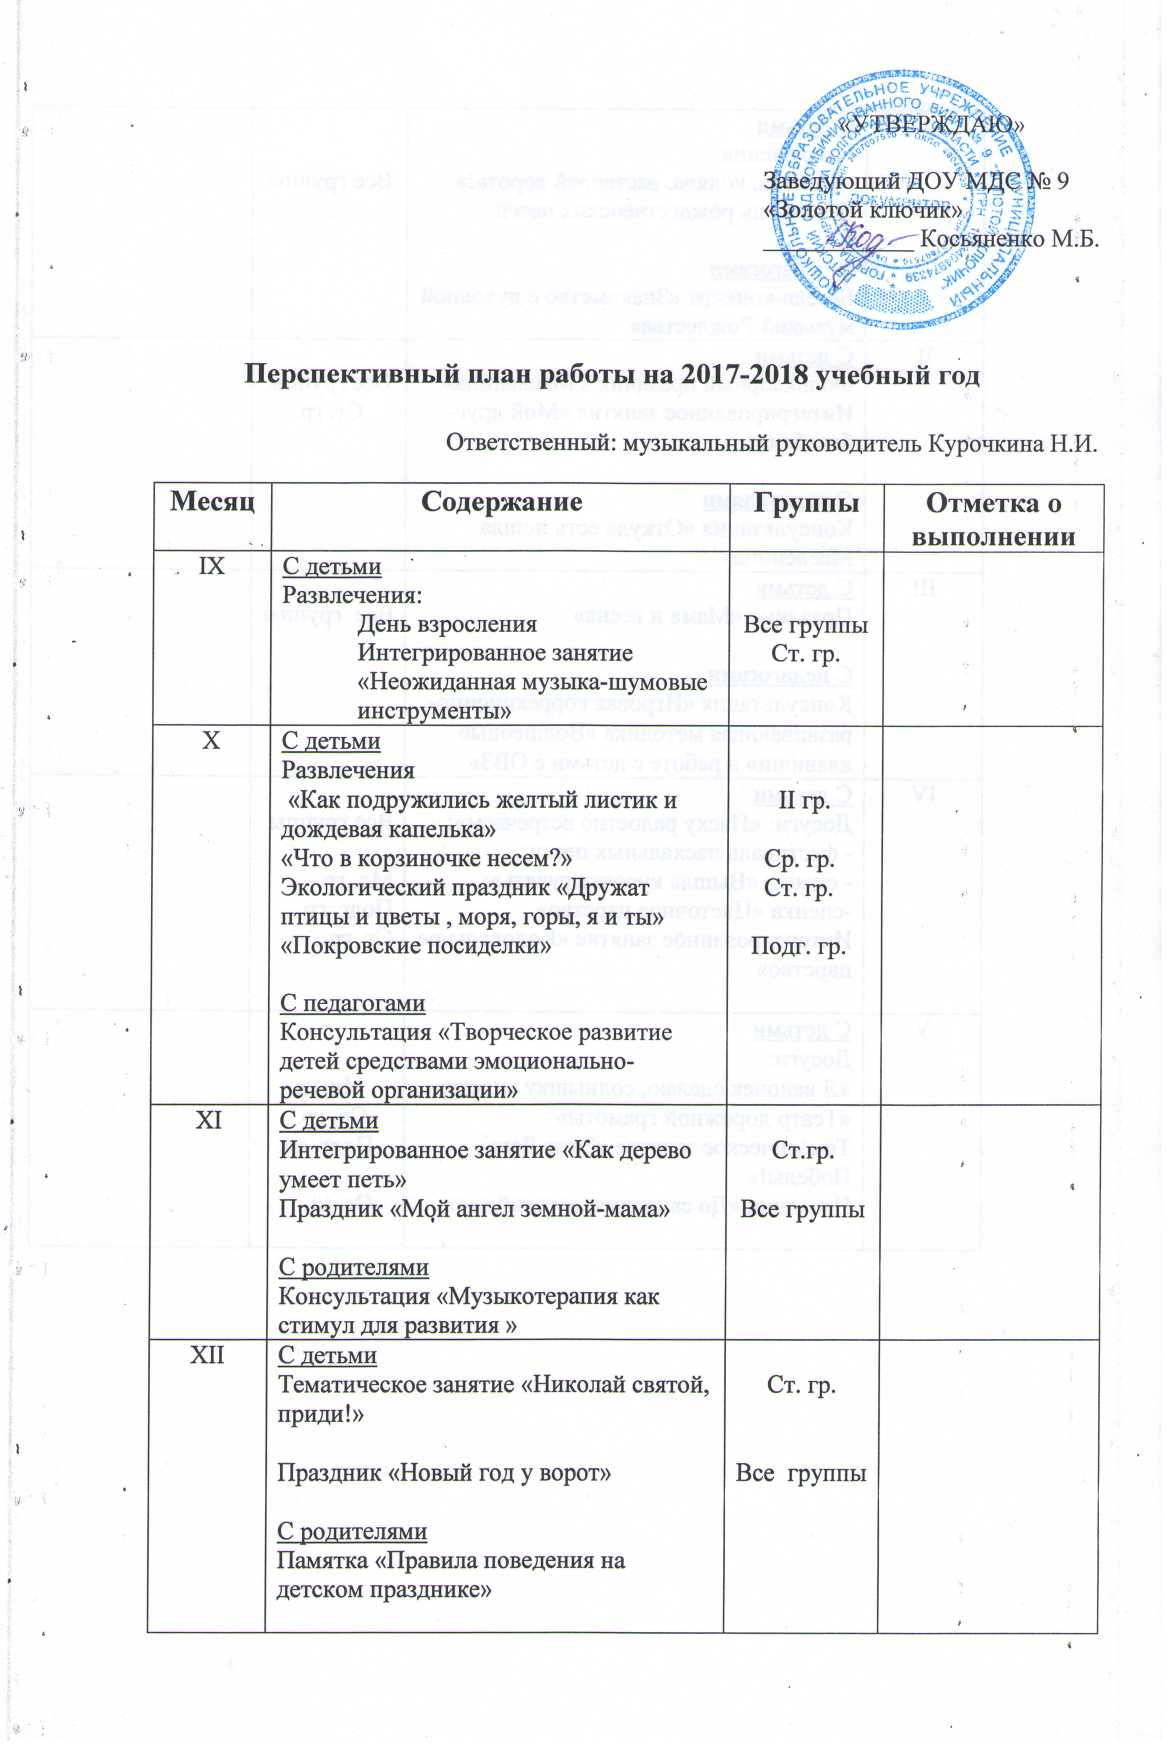 «УТВЕРЖДАЮ»
Заведующий ДОУ МДС № 9
«Золотой ключик»
Косьяненко М.Б.
Перспективный план работы на 2017-2018 учебный год
Ответственный: музыкальный руководитель Курочкина Н.И.
Месяц Содержание Группы Отметка о
выполнении
IX С детьми
Развлечения:
День взросления Все группы
Интегрированное занятие Ст. гр.
«Неожиданная музыка-шумовые
инструменты»
X С детьми
Развлечения
«Как подружились желтый листик и II гр.
дождевая капелька»
«Что в корзиночке несем?» Ср. гр.
Экологический праздник «Дружат Ст. гр.
птицы и цветы , моря, горы, я и ты»
«Покровские посиделки» Подг. гр.
С педагогами
Консультация «Творческое развитие
детей средствами эмоционально-
речевой организации»
XI С детьми
Интегрированное занятие «Как дерево Ст.гр.
умеет петь»
Праздник «Мой ангел земной-мама» Все группы
С родителями
Консультация «Музыкотерапия как
стимул для развития »
XII С детьми
Тематическое занятие «Николай святой, Ст. гр.
приди!»
Праздник «Новый год у ворот» Все группы
С родителями
Памятка «Правила поведения на
детском празднике»